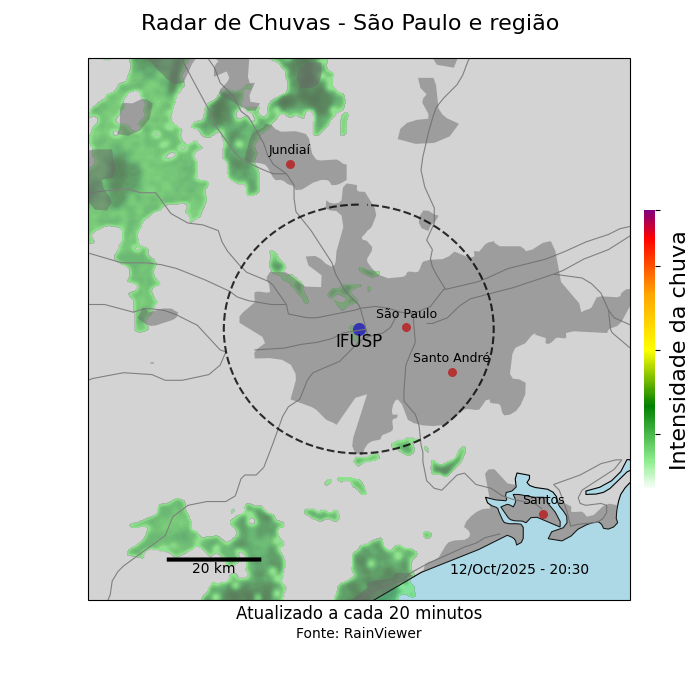 Radar de Chuvas - São Paulo e região
Jundiaí
São Paulo
IFUSP
Santo André
Santos
20 km
12/Oct/2025 - 20:30
Intensidade da chuva
Atualizado a cada 20 minutos
Fonte: RainViewer